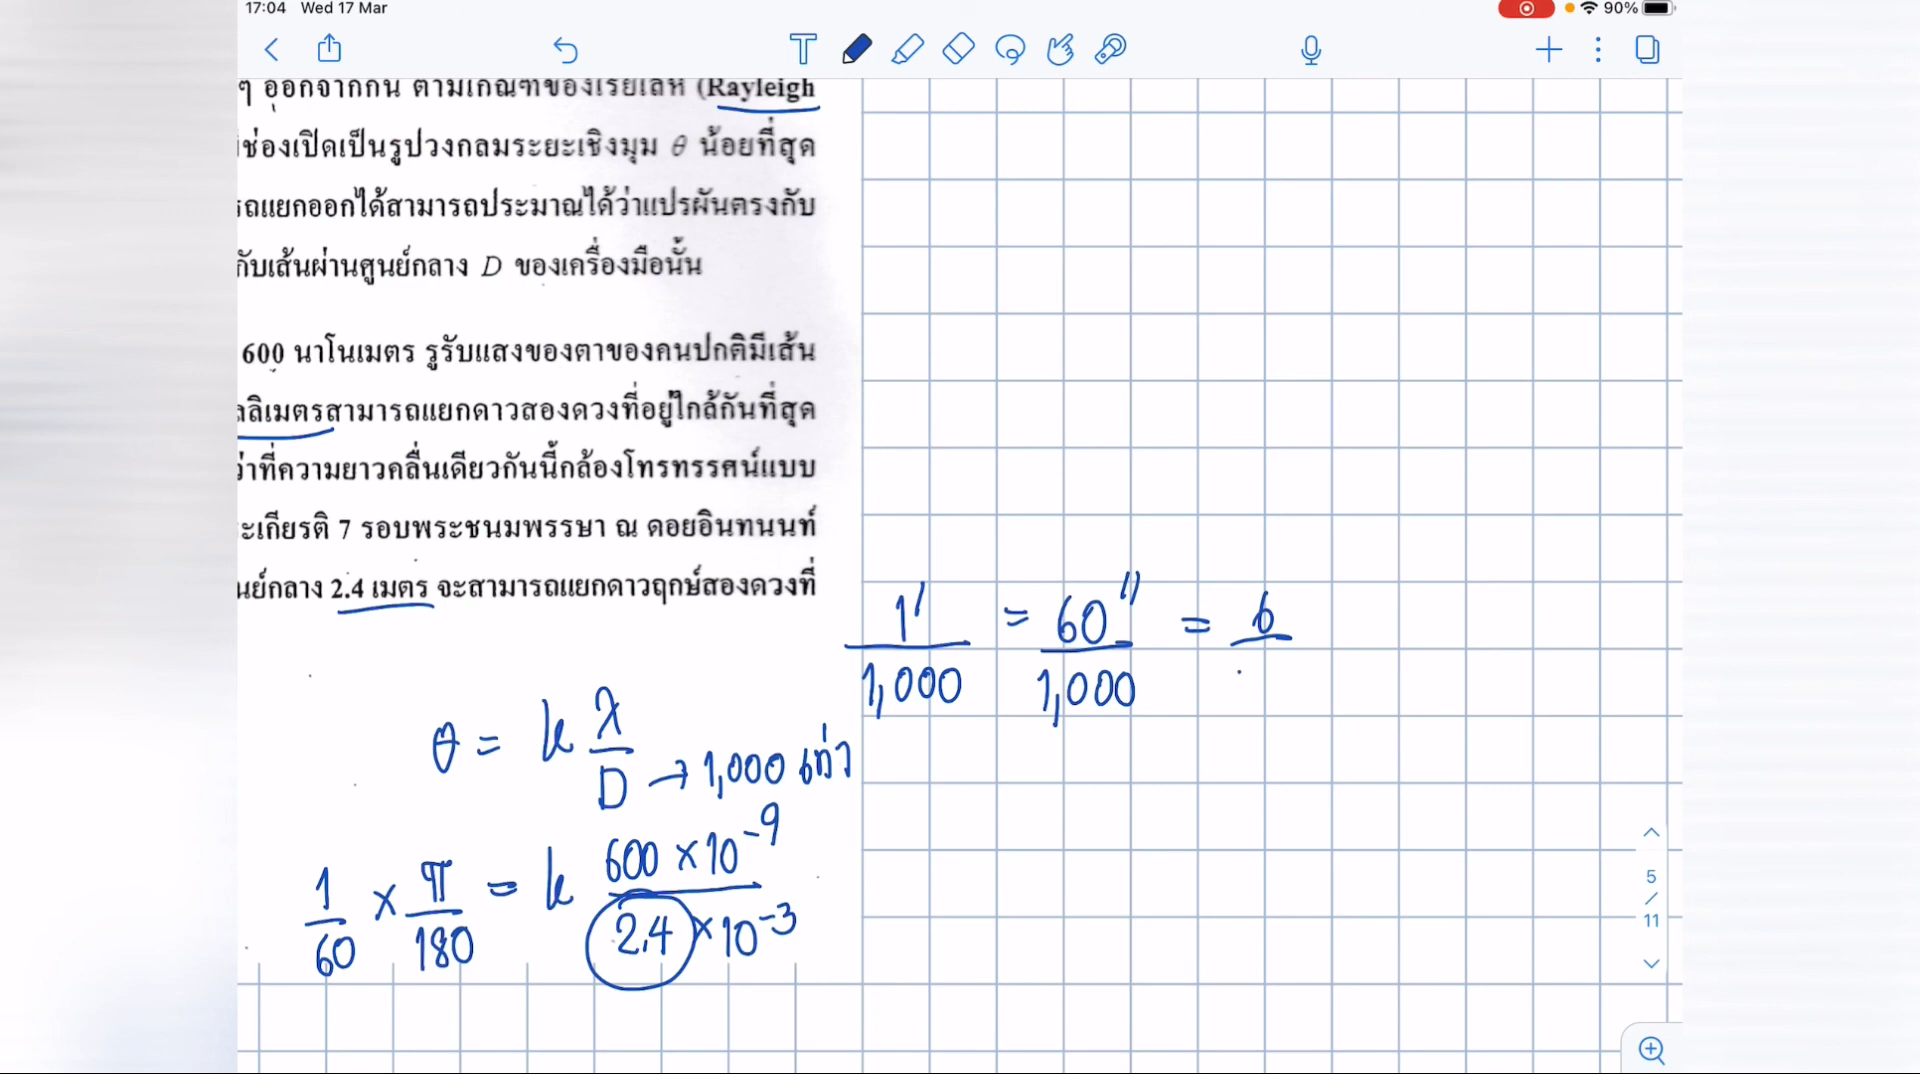 17:04 Wed 17 Mar
90%
ๆ ออกจากกัน ตามเกณฑ์ของเรย์เลห์ (Rayleigh
ช่องเปิดเป็นรูปวงกลมระยะเชิงมุม θ น้อยที่สุด
รถแยกออกได้สามารถประมาณได้ว่าแปรผันตรงกับ
กับเส้นผ่านศูนย์กลาง D ของเครื่องมือนั้น
600 นาโนเมตร รูรับแสงของตาของคนปกติมีเส้น
ลลิเมตรสามารถแยกดาวสองดวงที่อยู่ใกล้กันที่สุด
ว่าที่ความยาวคลื่นเดียวกันนี้กล้องโทรทรรศน์แบบ
ะเกียรติ 7 รอบพระชนมพรรษา ณ ดอยอินทนนท์
นย์กลาง 2.4 เมตร จะสามารถแยกดาวฤกษ์สองดวงที่
1′/1,000 = 60″/1,000 = 6
θ = k λ/D → 1,000 เท่า
1/60 × π/180 = k 600 × 10⁻⁹/2.4 × 10⁻³
5
/
11